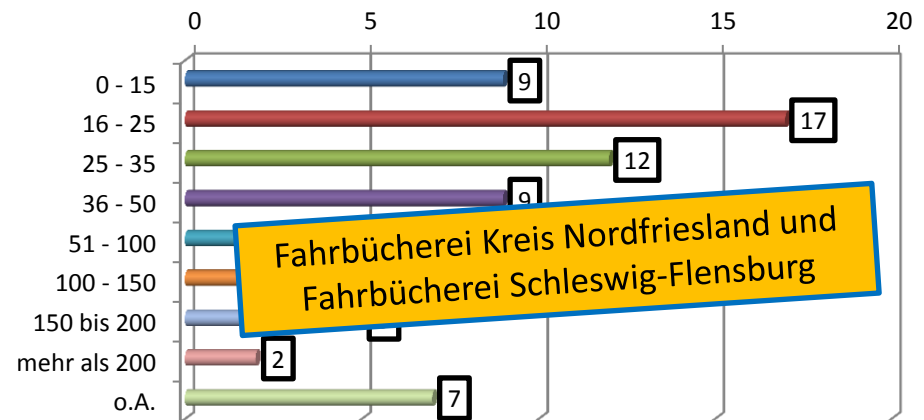 0 5 10 15 20
0 - 15 9
16 - 25 17
25 - 35 12
36 - 50 9
51 - 100
100 - 150
150 bis 200
mehr als 200 2
o.A. 7
Fahrbücherei Kreis Nordfriesland und
Fahrbücherei Schleswig-Flensburg